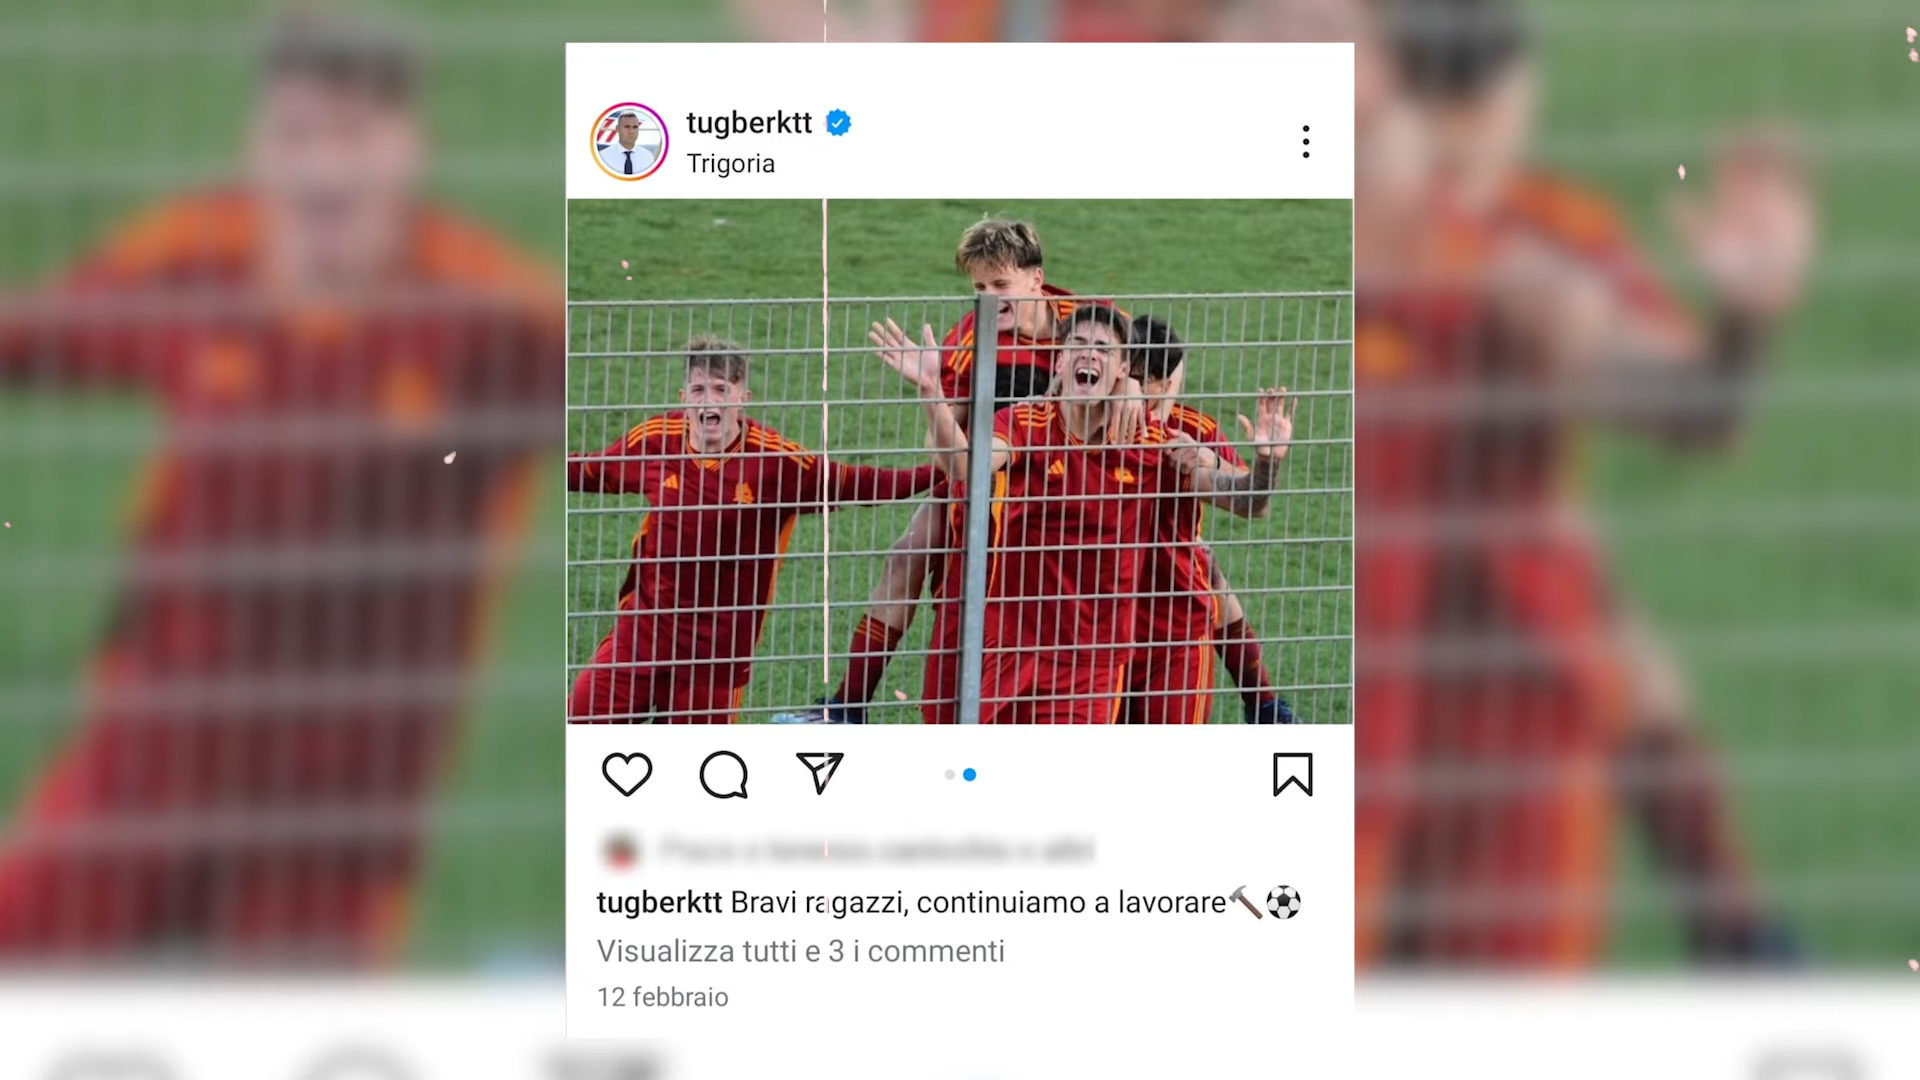 tugberktt
Trigoria
tugberktt Bravi ragazzi, continuiamo a lavorare🔨⚽
Visualizza tutti e 3 i commenti
12 febbraio